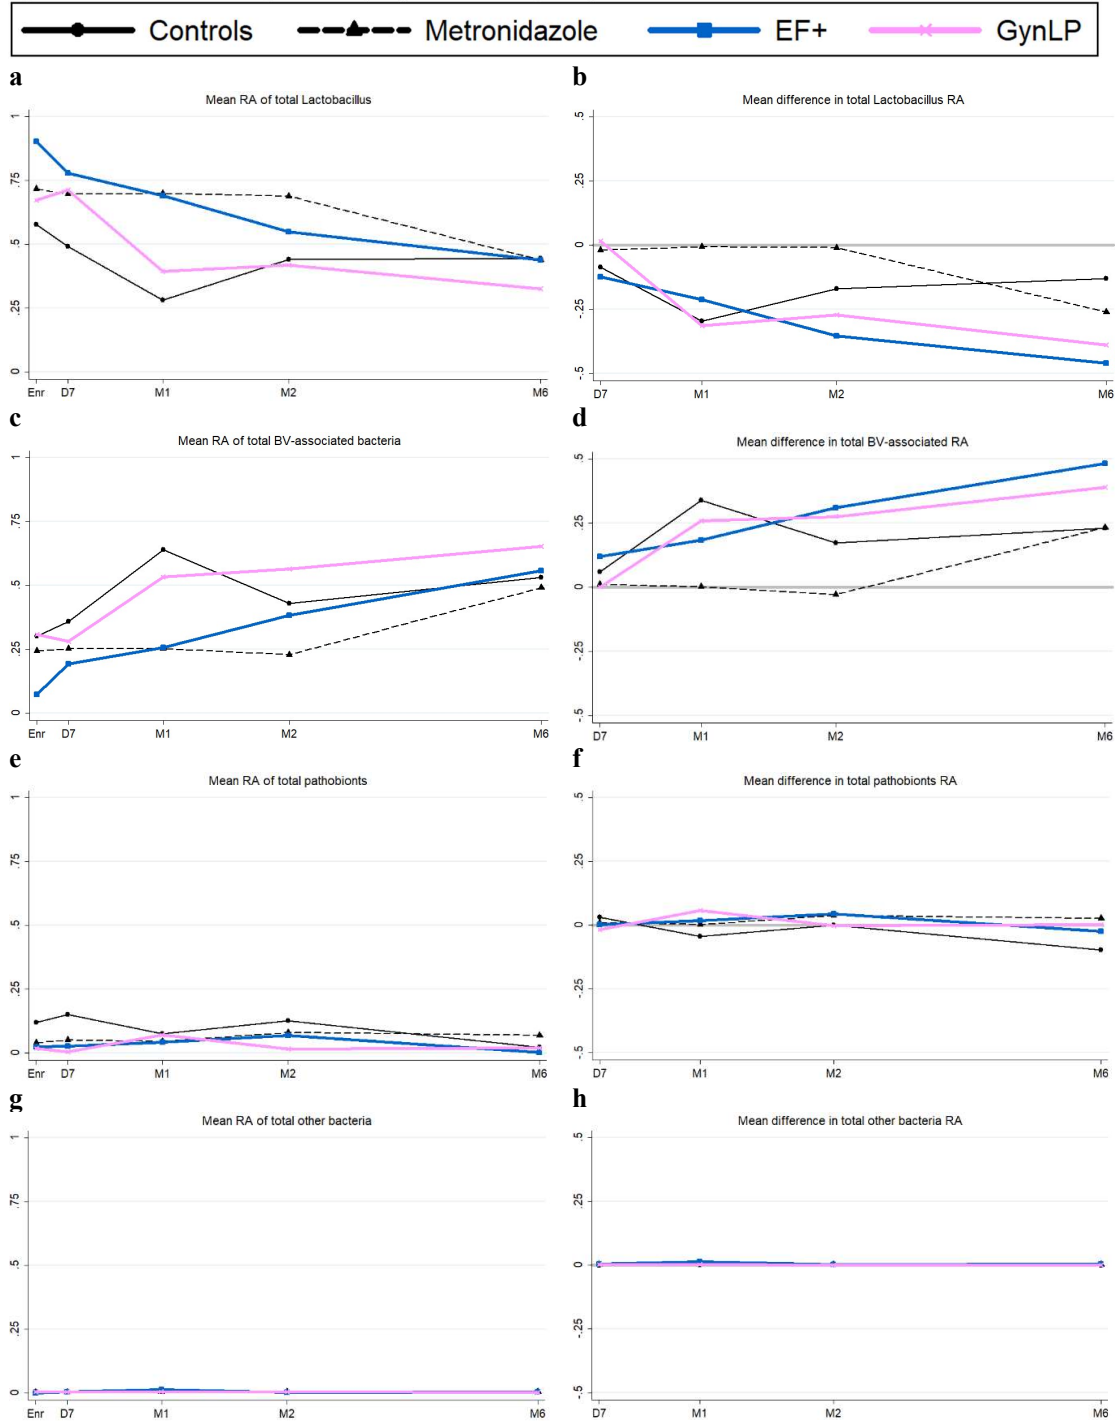 Controls Metronidazole EF+ GynLP
a b
Mean RA of total Lactobacillus Mean difference in total Lactobacillus RA
1 .75 .5 .25 0
.5 .25 0 -.25 -.5
Enr D7 M1 M2 M6
D7 M1 M2 M6
c d
Mean RA of total BV-associated bacteria Mean difference in total BV-associated RA
1 .75 .5 .25 0
.5 .25 0 -.25 -.5
Enr D7 M1 M2 M6
D7 M1 M2 M6
e f
Mean RA of total pathobionts Mean difference in total pathobionts RA
1 .75 .5 .25 0
.5 .25 0 -.25 -.5
Enr D7 M1 M2 M6
D7 M1 M2 M6
g h
Mean RA of total other bacteria Mean difference in total other bacteria RA
1 .75 .5 .25 0
.5 .25 0 -.25 -.5
Enr D7 M1 M2 M6
D7 M1 M2 M6